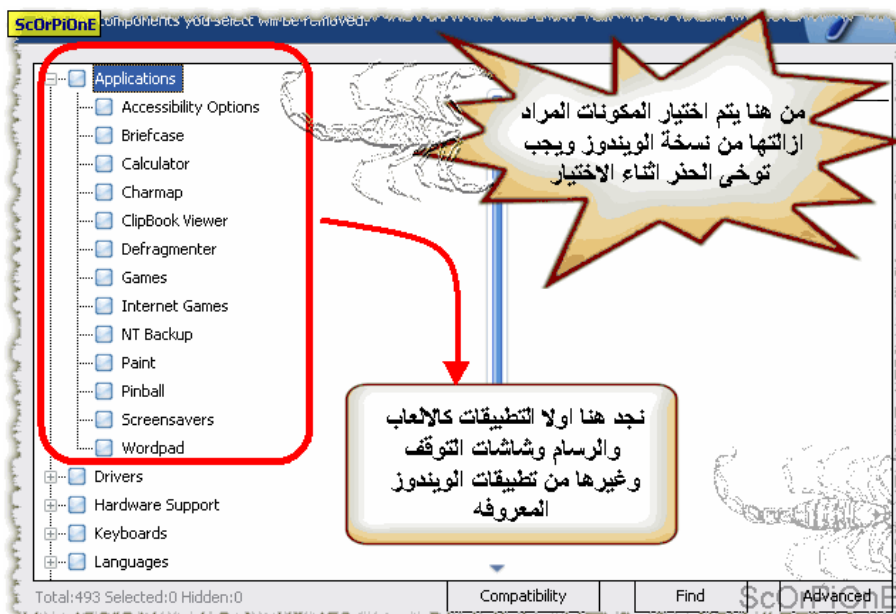 ScOrPiOnE
components you select will be removed.
Applications
Accessibility Options
Briefcase
Calculator
Charmap
ClipBook Viewer
Defragmenter
Games
Internet Games
NT Backup
Paint
Pinball
Screensavers
Wordpad
Drivers
Hardware Support
Keyboards
Languages
من هنا يتم اختيار المكونات المراد
ازالتها من نسخة الويندوز ويجب
توخى الحذر اثناء الاختيار
نجد هنا اولا التطبيقات كالالعاب
والرسام وشاشات التوقف
وغيرها من تطبيقات الويندوز
المعروفه
Total:493 Selected:0 Hidden:0
Compatibility
Find
Advanced
ScOrPiOnE